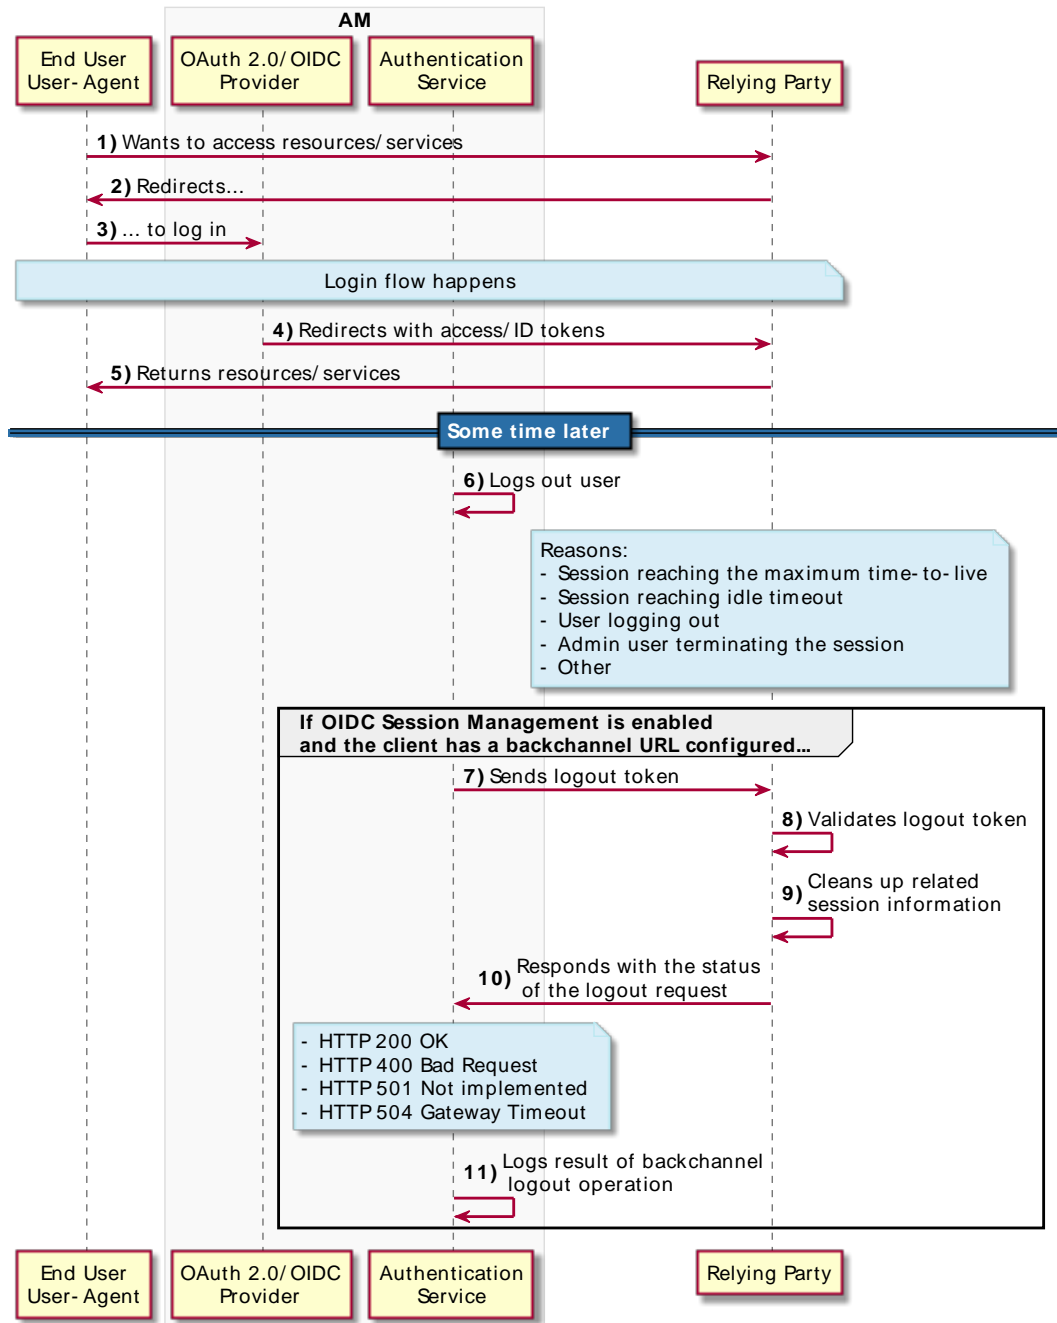 AM
End User
User-Agent
OAuth 2.0/OIDC
Provider
Authentication
Service
Relying Party
1) Wants to access resources/services
2) Redirects...
3) ... to log in
Login flow happens
4) Redirects with access/ID tokens
5) Returns resources/services
Some time later
6) Logs out user
Reasons:
- Session reaching the maximum time-to-live
- Session reaching idle timeout
- User logging out
- Admin user terminating the session
- Other
If OIDC Session Management is enabled
and the client has a backchannel URL configured...
7) Sends logout token
8) Validates logout token
9) Cleans up related
session information
10) Responds with the status
of the logout request
- HTTP 200 OK
- HTTP 400 Bad Request
- HTTP 501 Not implemented
- HTTP 504 Gateway Timeout
11) Logs result of backchannel
logout operation
End User
User-Agent
OAuth 2.0/OIDC
Provider
Authentication
Service
Relying Party